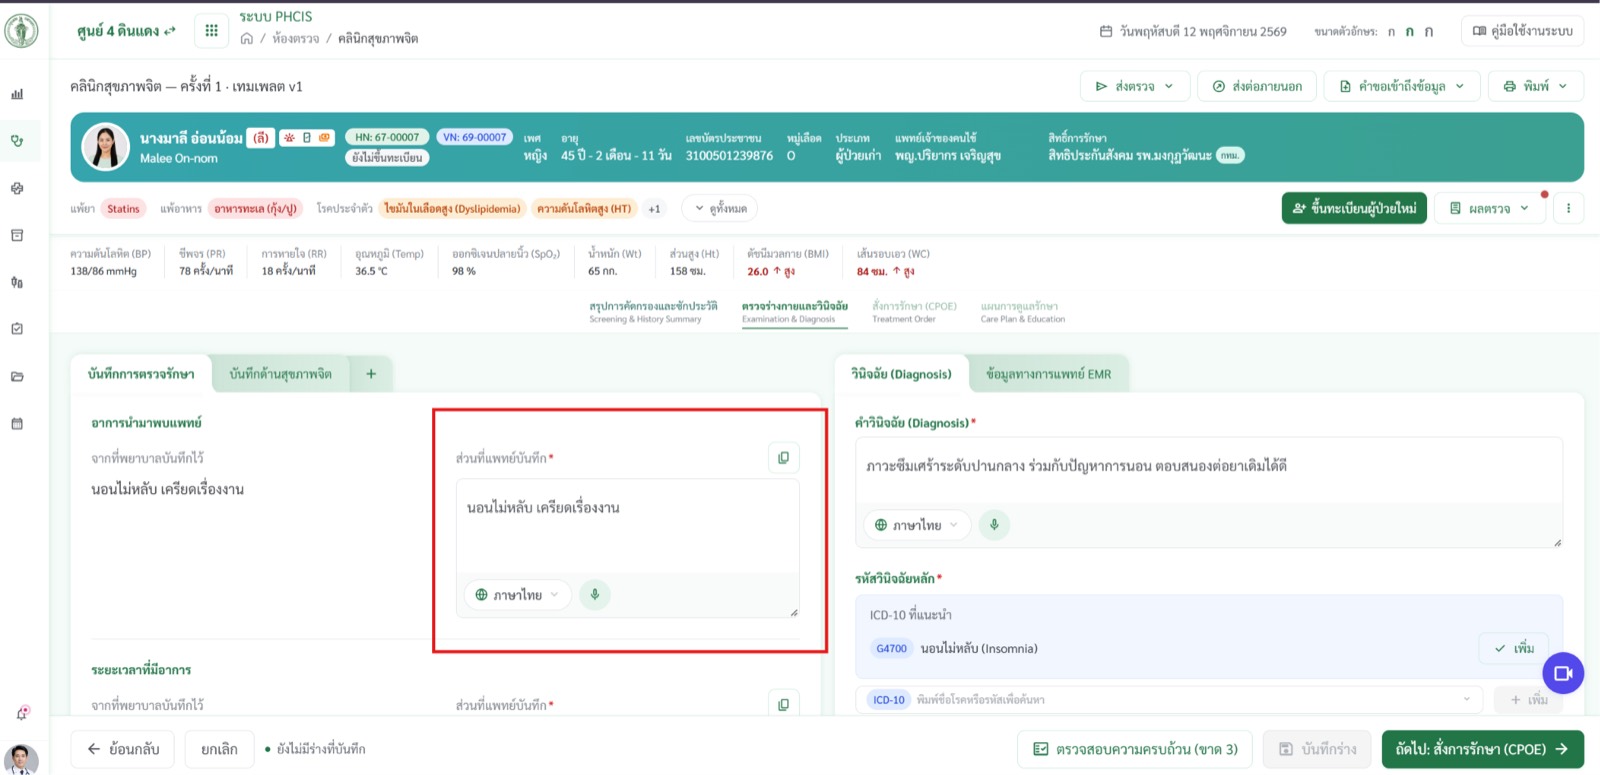 ศูนย์ 4 ดินแดง
ระบบ PHCIS
/ ห้องตรวจ / คลินิกสุขภาพจิต
วันพฤหัสบดี 12 พฤศจิกายน 2569
ขนาดตัวอักษร: ก ก ก
คู่มือใช้งานระบบ
คลินิกสุขภาพจิต — ครั้งที่ 1 · เทมเพลต v1
ส่งตรวจ
ส่งต่อภายนอก
คำขอเข้าถึงข้อมูล
พิมพ์
นางมาลี อ่อนน้อม (ลี)
Malee On-nom
HN: 67-00007
VN: 69-00007
ยังไม่ขึ้นทะเบียน
เพศ
หญิง
อายุ
45 ปี - 2 เดือน - 11 วัน
เลขบัตรประชาชน
3100501239876
หมู่เลือด
O
ประเภท
ผู้ป่วยเก่า
แพทย์เจ้าของคนไข้
พญ.ปริยากร เจริญสุข
สิทธิ์การรักษา
สิทธิประกันสังคม รพ.มงกุฎวัฒนะ กทม.
แพ้ยา Statins
แพ้อาหาร อาหารทะเล (กุ้ง/ปู)
โรคประจำตัว ไขมันในเลือดสูง (Dyslipidemia) ความดันโลหิตสูง (HT) +1
ดูทั้งหมด
ขึ้นทะเบียนผู้ป่วยใหม่
ผลตรวจ
ความดันโลหิต (BP)
138/86 mmHg
ชีพจร (PR)
78 ครั้ง/นาที
การหายใจ (RR)
18 ครั้ง/นาที
อุณหภูมิ (Temp)
36.5 °C
ออกซิเจนปลายนิ้ว (SpO₂)
98 %
น้ำหนัก (Wt)
65 กก.
ส่วนสูง (Ht)
158 ซม.
ดัชนีมวลกาย (BMI)
26.0 ↑ สูง
เส้นรอบเอว (WC)
84 ซม. ↑ สูง
สรุปการคัดกรองและซักประวัติ
Screening & History Summary
ตรวจร่างกายและวินิจฉัย
Examination & Diagnosis
สั่งการรักษา (CPOE)
Treatment Order
แผนการดูแลรักษา
Care Plan & Education
บันทึกการตรวจรักษา
บันทึกด้านสุขภาพจิต
+
อาการนำมาพบแพทย์
จากที่พยาบาลบันทึกไว้
นอนไม่หลับ เครียดเรื่องงาน
ส่วนที่แพทย์บันทึก*
นอนไม่หลับ เครียดเรื่องงาน
ภาษาไทย
ระยะเวลาที่มีอาการ
จากที่พยาบาลบันทึกไว้
ส่วนที่แพทย์บันทึก*
วินิจฉัย (Diagnosis)
ข้อมูลทางการแพทย์ EMR
คำวินิจฉัย (Diagnosis)*
ภาวะซึมเศร้าระดับปานกลาง ร่วมกับปัญหาการนอน ตอบสนองต่อยาเดิมได้ดี
ภาษาไทย
รหัสวินิจฉัยหลัก*
ICD-10 ที่แนะนำ
G4700 นอนไม่หลับ (Insomnia)
เพิ่ม
ICD-10 พิมพ์ชื่อโรคหรือรหัสเพื่อค้นหา
+ เพิ่ม
← ย้อนกลับ
ยกเลิก
• ยังไม่มีร่างที่บันทึก
ตรวจสอบความครบถ้วน (ขาด 3)
บันทึกร่าง
ถัดไป: สั่งการรักษา (CPOE) →